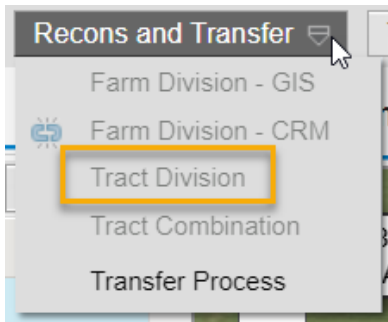 Recons and Transfer
Farm Division - GIS
Farm Division - CRM
Tract Division
Tract Combination
Transfer Process